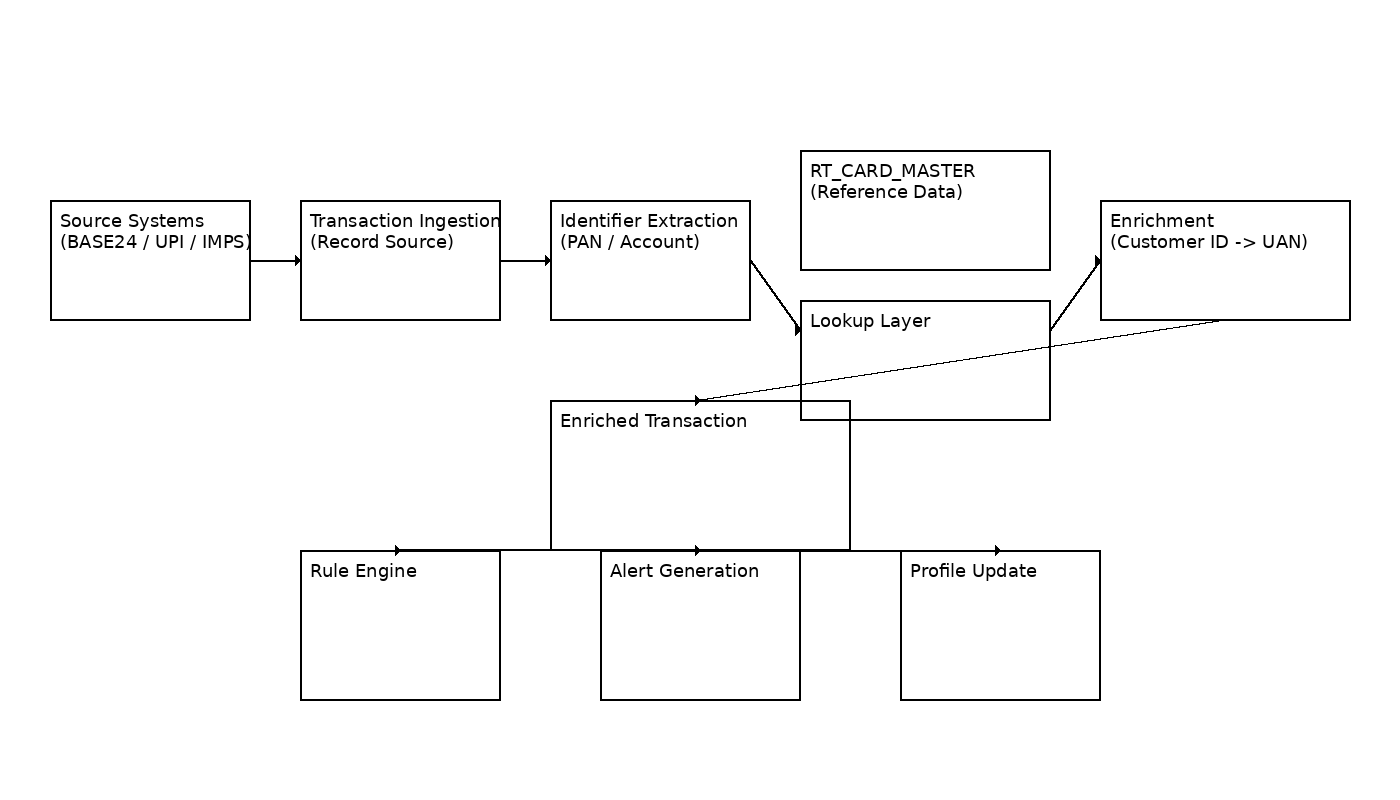 Source Systems
(BASE24 / UPI / IMPS)
Transaction Ingestion
(Record Source)
Identifier Extraction
(PAN / Account)
RT_CARD_MASTER
(Reference Data)
Lookup Layer
Enrichment
(Customer ID -> UAN)
Enriched Transaction
Rule Engine
Alert Generation
Profile Update